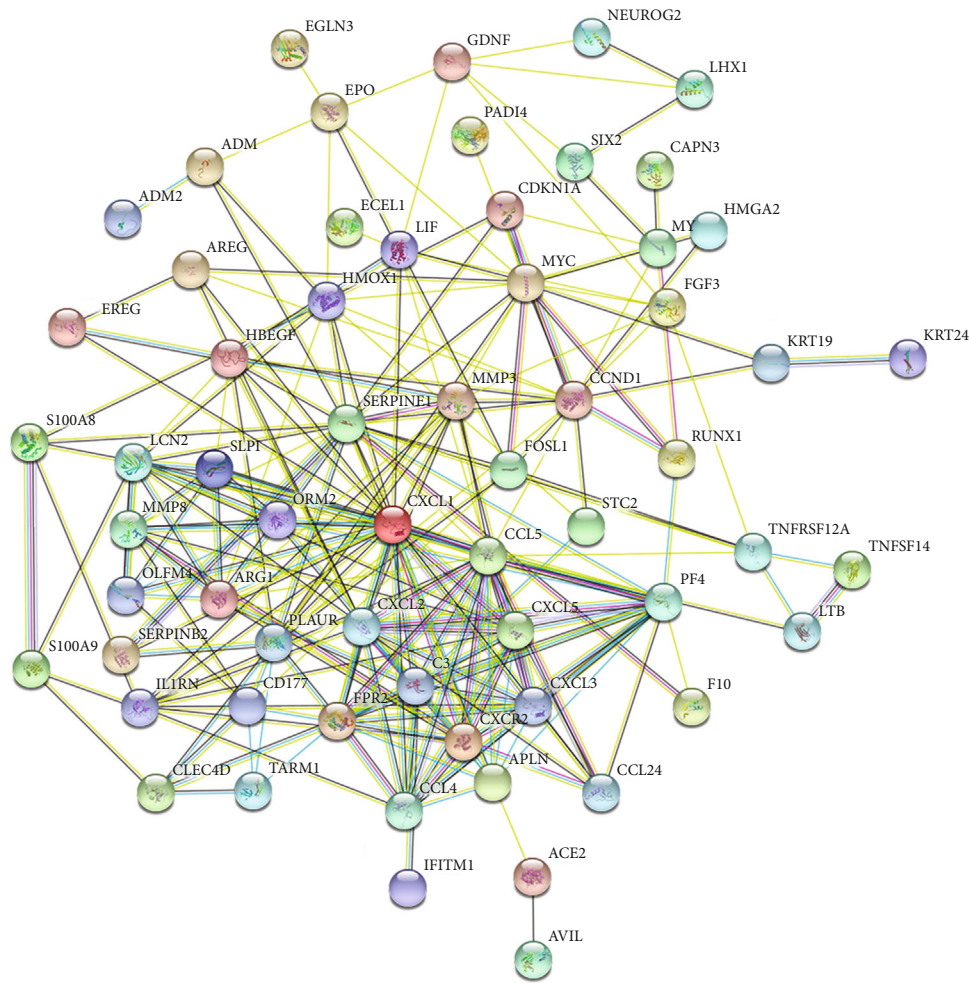 NEUROG2
EGLN3
GDNF
LHX1
EPO
PADI4
ADM
SIX2
CAPN3
CDKN1A
ADM2
ECEL1
HMGA2
LIF
MY
AREG
MYC
HMOX1
FGF3
EREG
HBEGF
KRT19
KRT24
MMP3
CCND1
SERPINE1
S100A8
LCN2
SLPI
FOSL1
RUNX1
ORM2
CXCL1
STC2
MMP8
CCL5
TNFRSF12A
TNFSF14
OLFM4
ARG1
PF4
CXCL2
CXCL5
LTB
SERPINB2
PLAUR
S100A9
C3
IL1RN
CD177
FPR2
CXCL3
F10
CXCR2
CLEC4D
TARM1
CCL4
APLN
CCL24
IFITM1
ACE2
AVIL